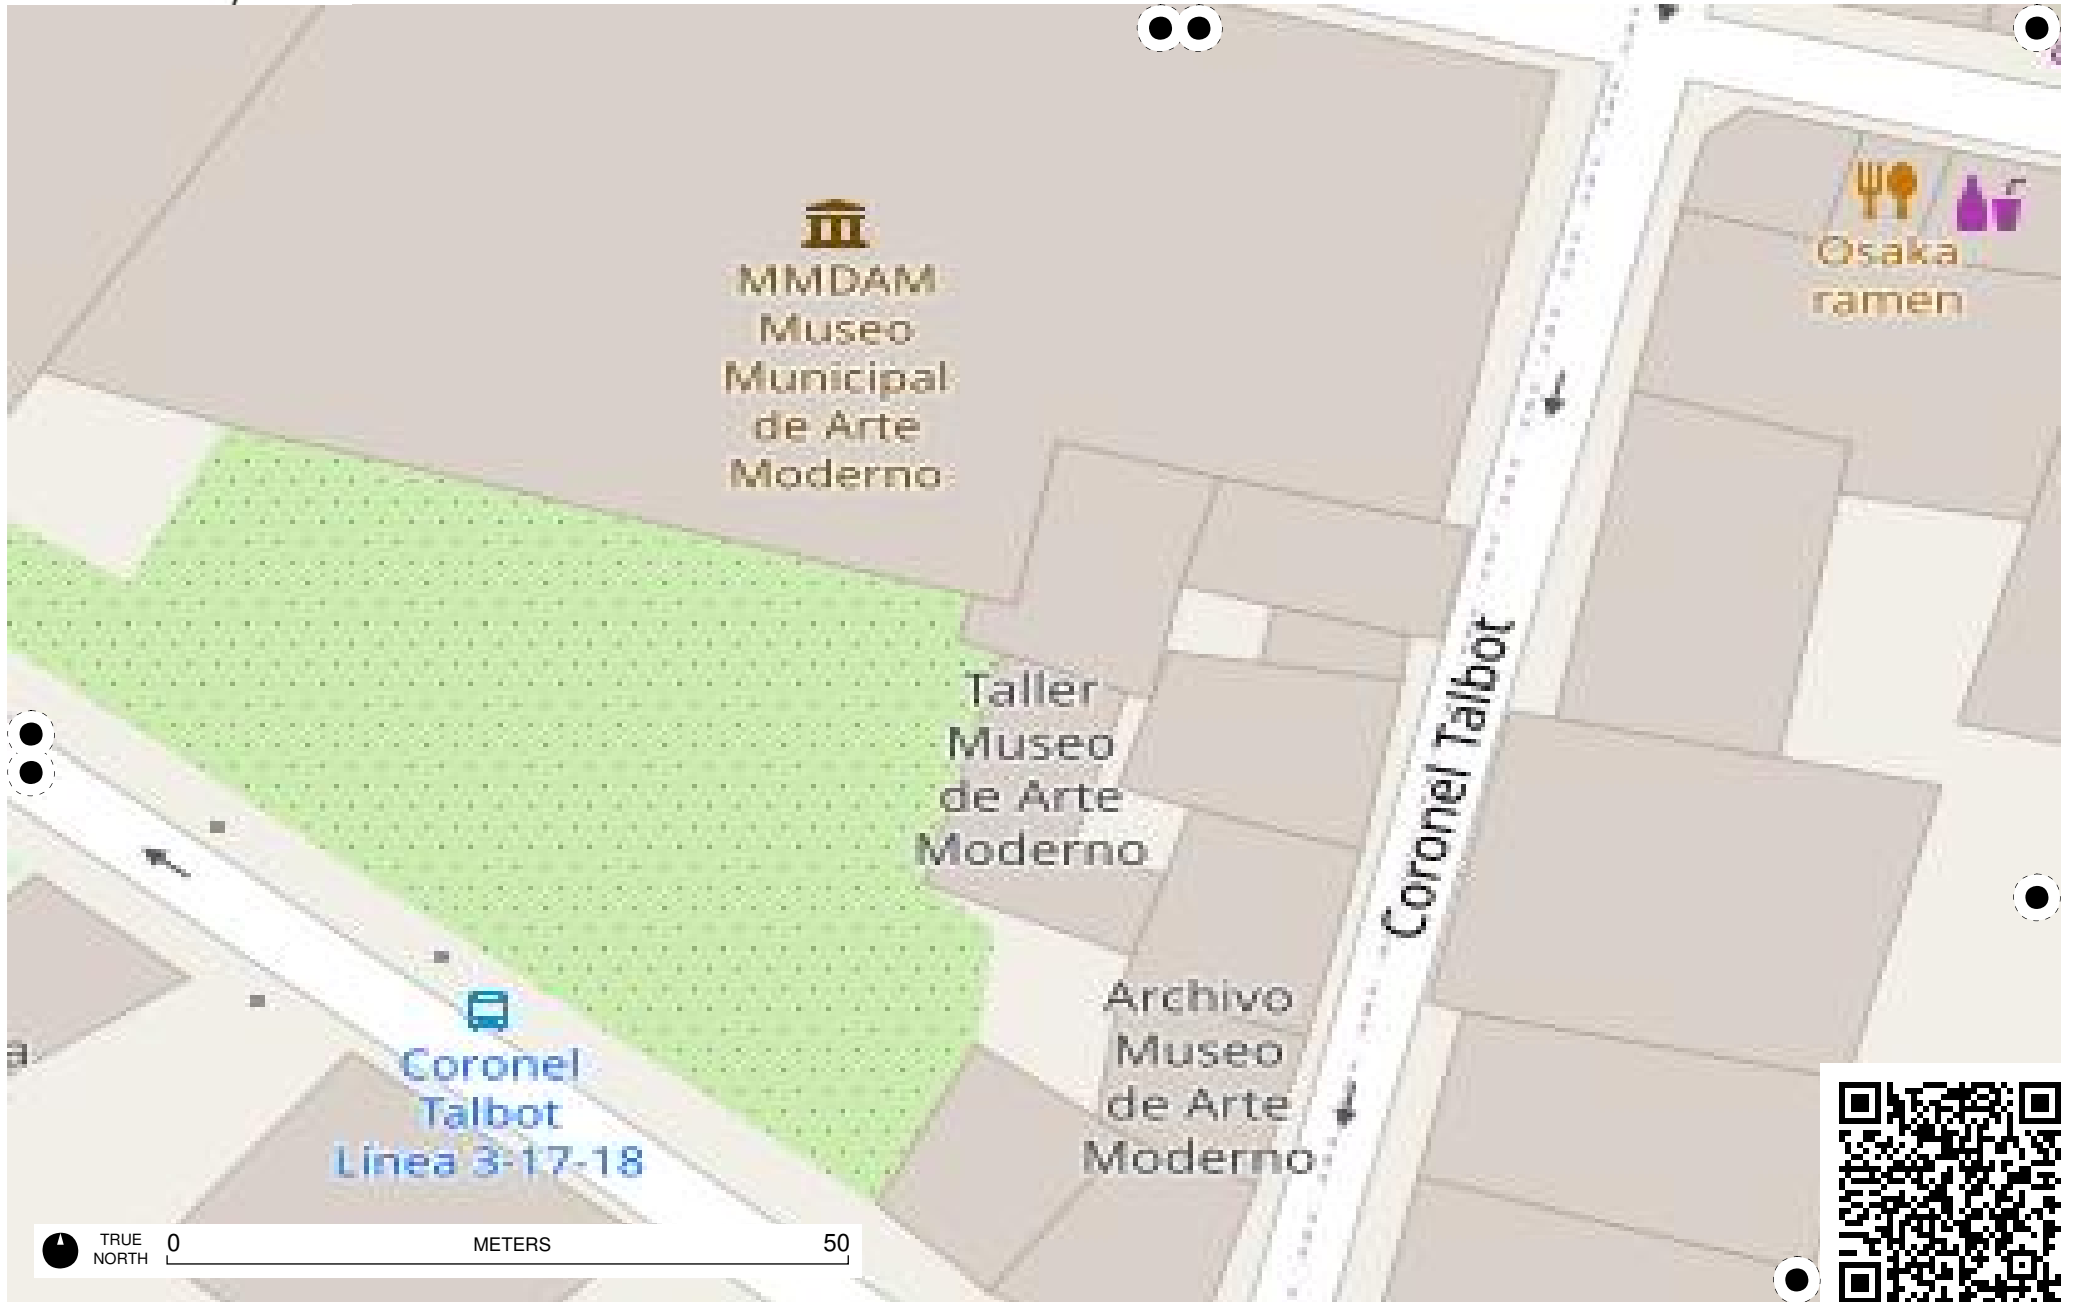 MMDAM
Museo
Municipal
de Arte
Moderno
Osaka
ramen
Coronel Talbot
Taller
Museo
de Arte
Moderno
Archivo
Museo
de Arte
Moderno
a
Coronel
Talbot
Línea 3-17-18
TRUE
NORTH
0 METERS 50